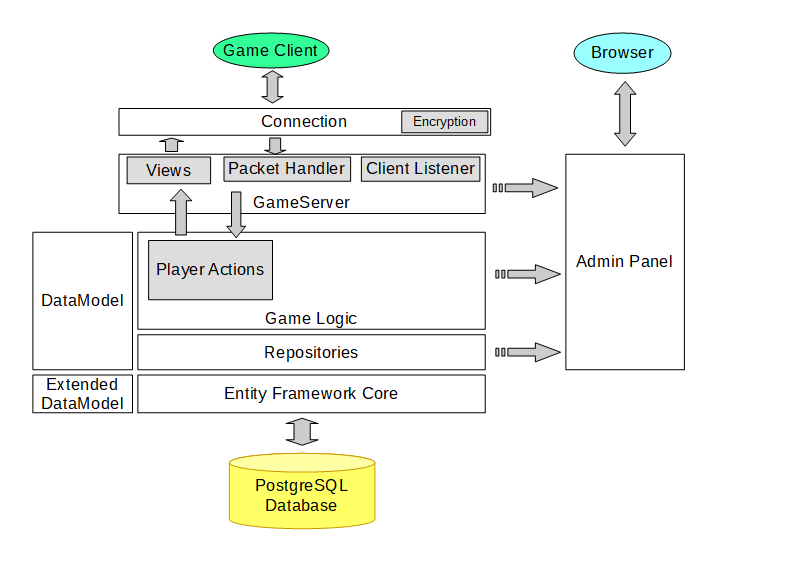 Game Client
Browser
Connection
Encryption
Views
Packet Handler
Client Listener
GameServer
Player Actions
Admin Panel
DataModel
Game Logic
Repositories
Extended
DataModel
Entity Framework Core
PostgreSQL
Database